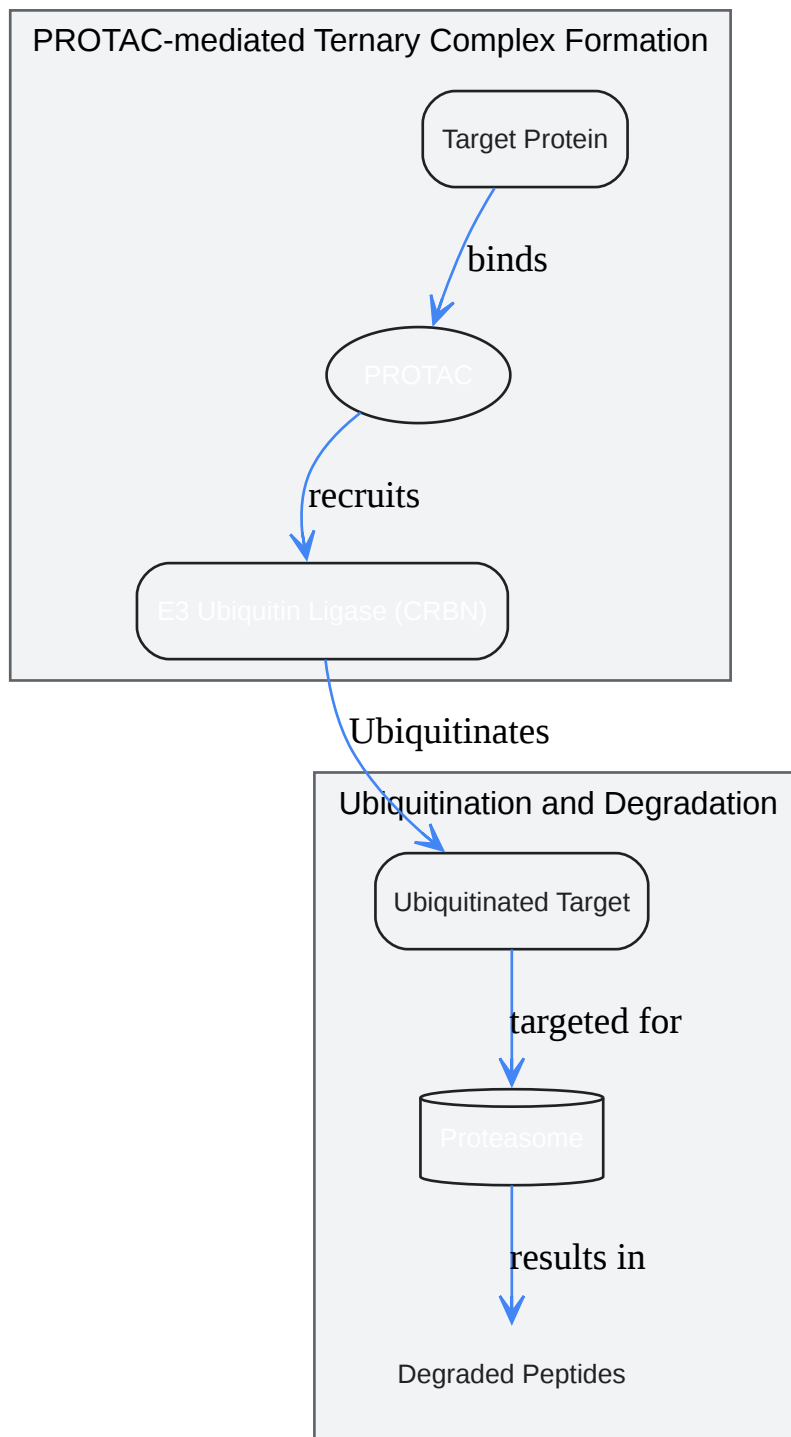 PROTAC-mediated Ternary Complex Formation
Target Protein
binds
PROTAC
recruits
E3 Ubiquitin Ligase (CRBN)
Ubiquitinates
Ubiquitination and Degradation
Ubiquitinated Target
targeted for
Proteasome
results in
Degraded Peptides